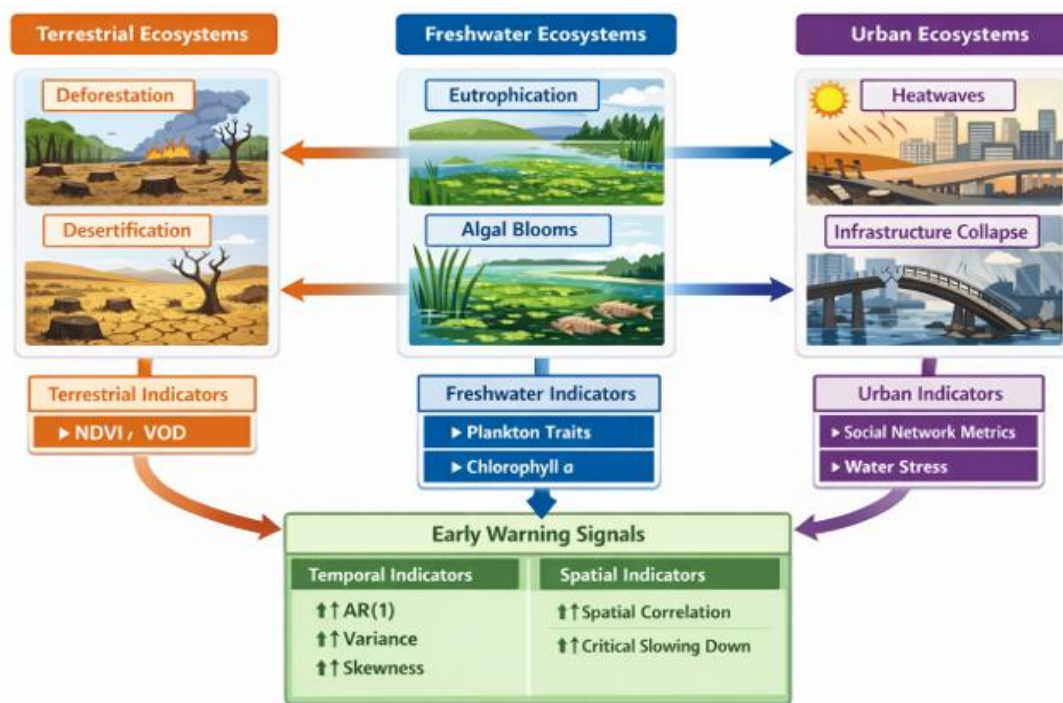 Terrestrial Ecosystems
Freshwater Ecosystems
Urban Ecosystems
Deforestation
Eutrophication
Heatwaves
Desertification
Algal Blooms
Infrastructure Collapse
Terrestrial Indicators
▸ NDVI, VOD
Freshwater Indicators
▸ Plankton Traits
▸ Chlorophyll a
Urban Indicators
▸ Social Network Metrics
▸ Water Stress
Early Warning Signals
Temporal Indicators
⬆↑ AR(1)
⬆↑ Variance
⬆↑ Skewness
Spatial Indicators
⬆↑ Spatial Correlation
⬆↑ Critical Slowing Down